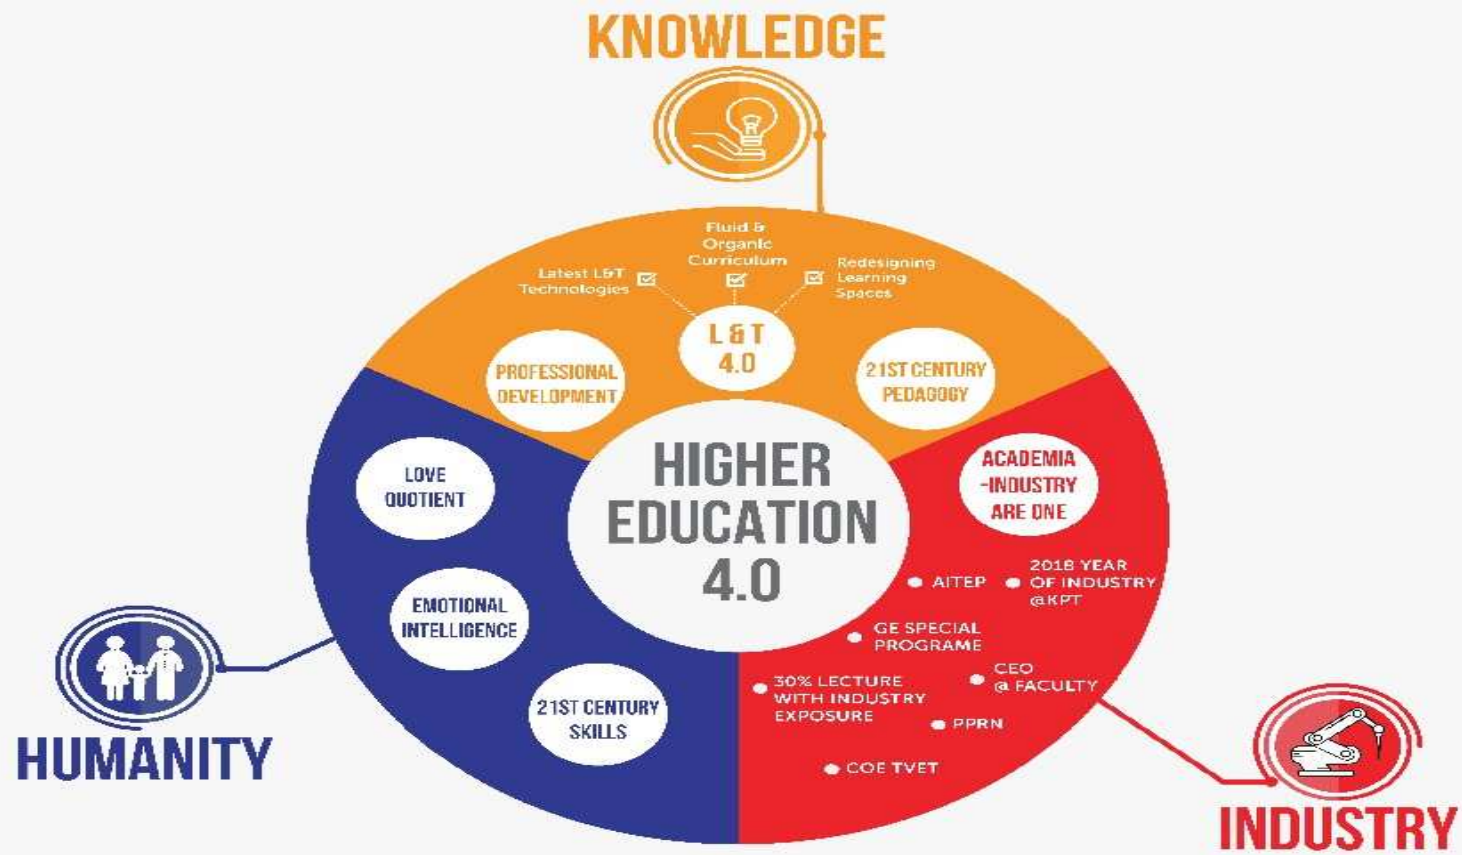 KNOWLEDGE
Fluid &
Organic
Curriculum
Latest L&T
Technologies
Redesigning
Learning
Spaces
L & T
4.0
PROFESSIONAL
DEVELOPMENT
21ST CENTURY
PEDAGOGY
LOVE
QUOTIENT
HIGHER
EDUCATION
4.0
ACADEMIA
-INDUSTRY
ARE ONE
EMOTIONAL
INTELLIGENCE
AITEP
2018 YEAR
OF INDUSTRY
@KPT
GE SPECIAL
PROGRAME
CEO
@ FACULTY
30% LECTURE
WITH INDUSTRY
EXPOSURE
PPRN
21ST CENTURY
SKILLS
COE TVET
HUMANITY
INDUSTRY